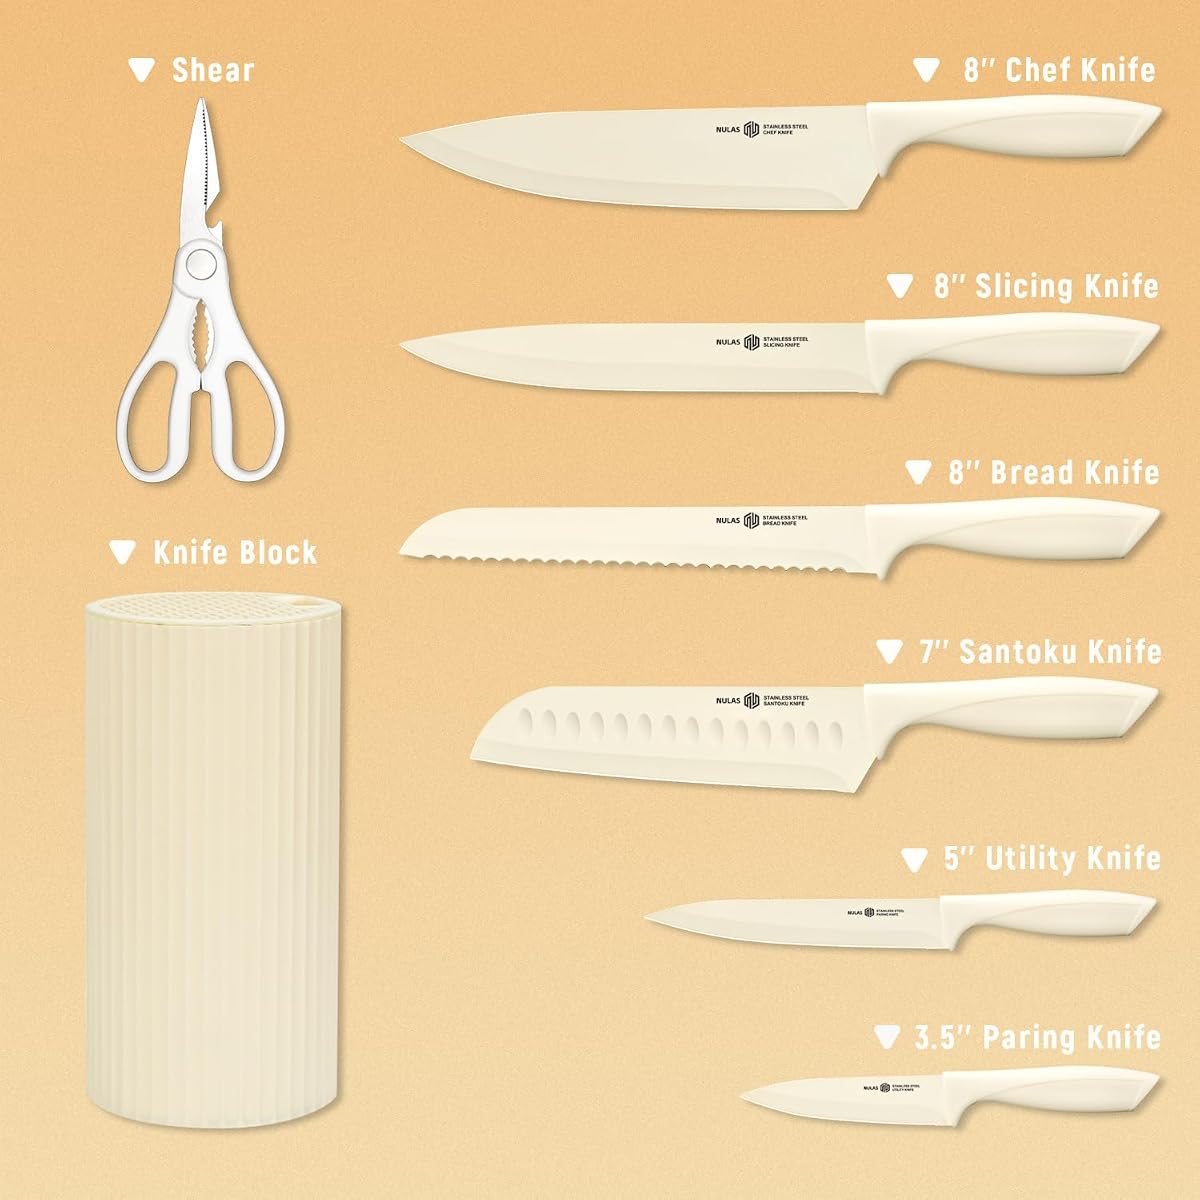 Shear
8″ Chef Knife
NULAS STAINLESS STEEL
CHEF KNIFE
8″ Slicing Knife
NULAS STAINLESS STEEL
SLICING KNIFE
8″ Bread Knife
NULAS STAINLESS STEEL
BREAD KNIFE
Knife Block
7″ Santoku Knife
NULAS STAINLESS STEEL
SANTOKU KNIFE
5″ Utility Knife
NULAS STAINLESS STEEL
PARING KNIFE
3.5″ Paring Knife
NULAS STAINLESS STEEL
UTILITY KNIFE